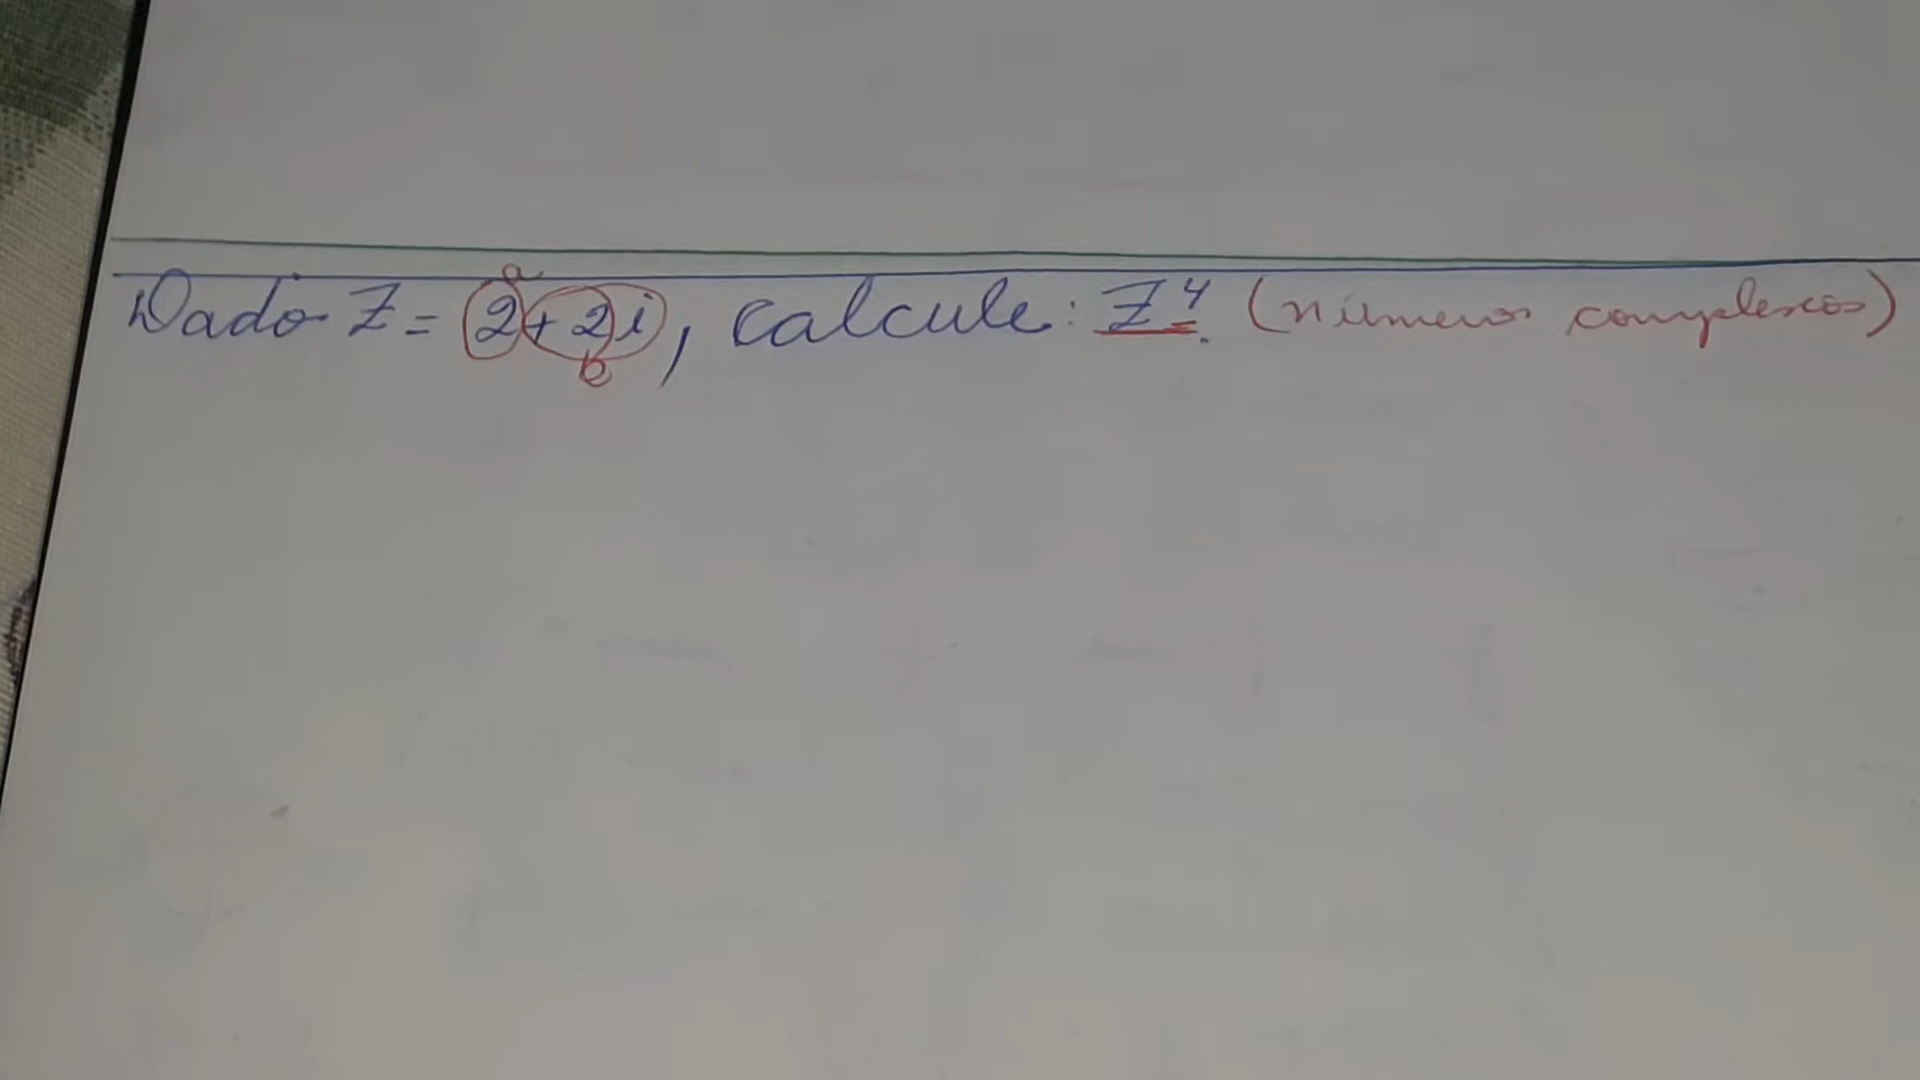 a
Dado Z = 2 + 2i, calcule: Z⁴. (números complexos)
b